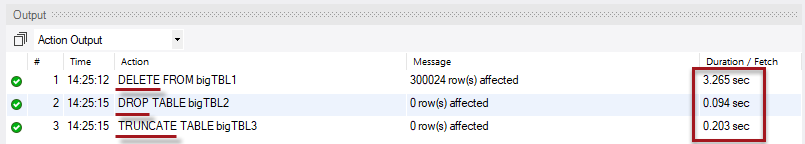 Output
Action Output
# Time Action Message Duration / Fetch
1 14:25:12 DELETE FROM bigTBL1 300024 row(s) affected 3.265 sec
2 14:25:15 DROP TABLE bigTBL2 0 row(s) affected 0.094 sec
3 14:25:15 TRUNCATE TABLE bigTBL3 0 row(s) affected 0.203 sec